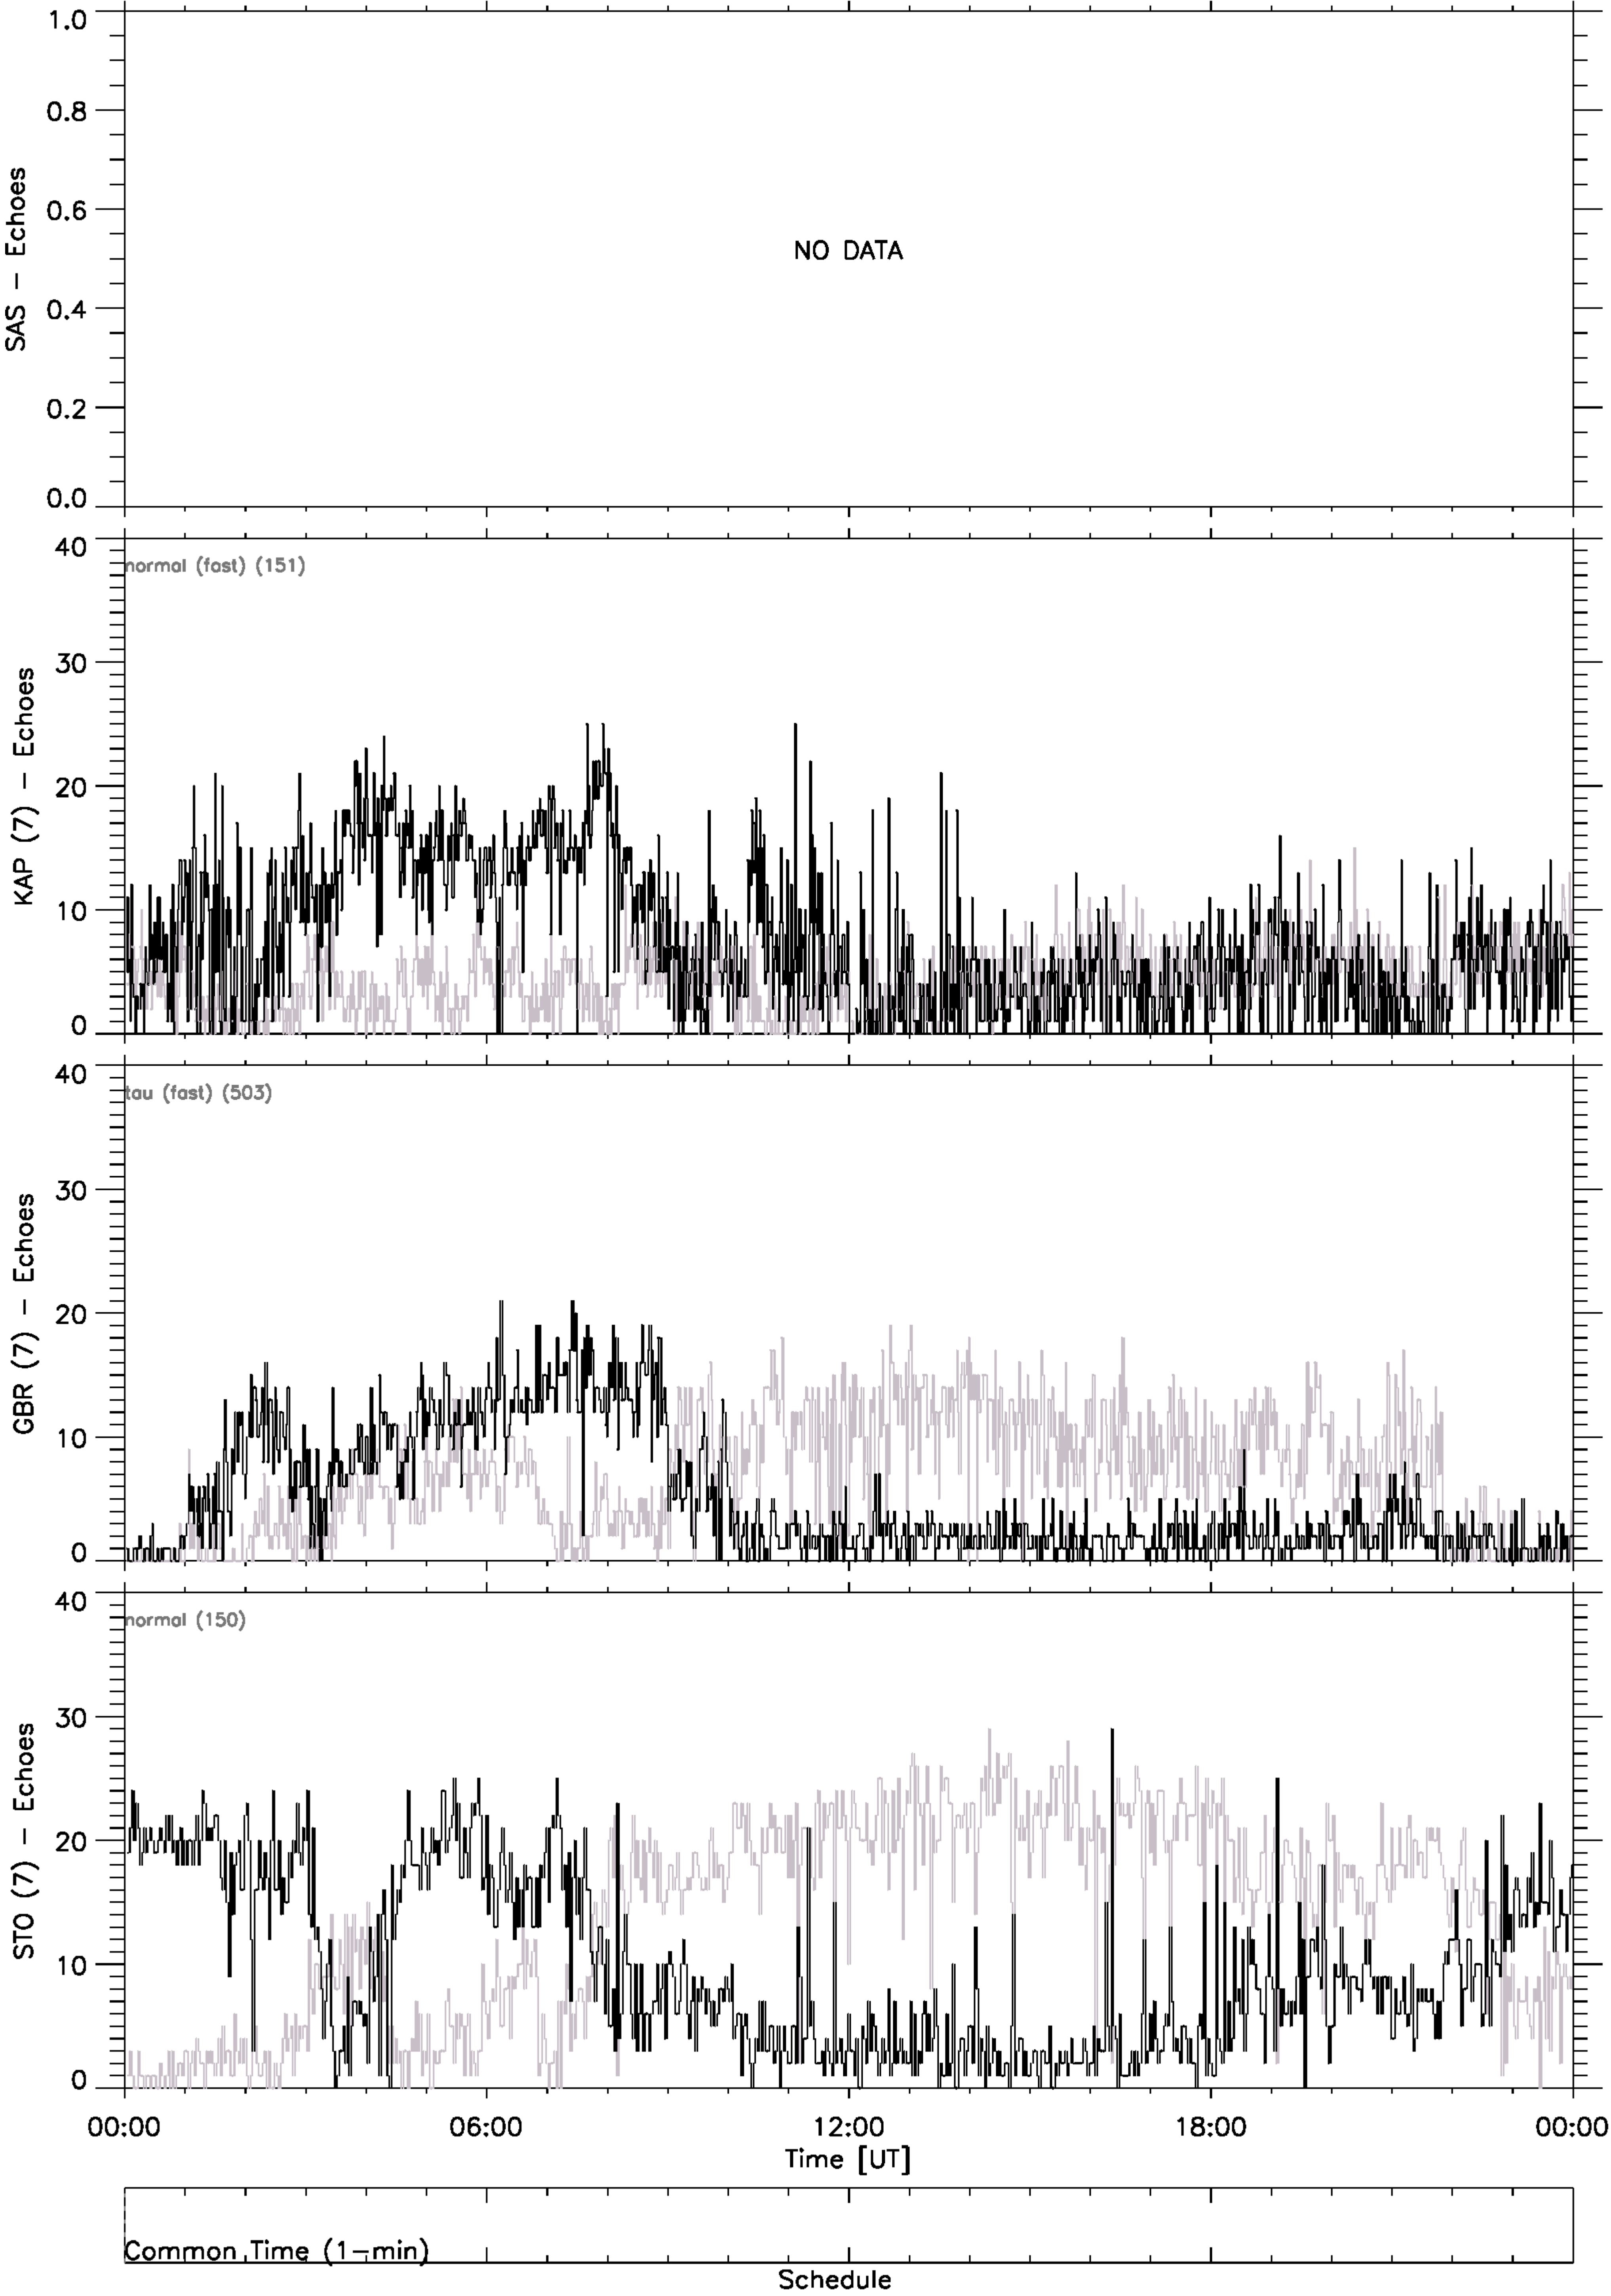 SAS – Echoes
1.0
0.8
0.6
0.4
0.2
0.0
NO DATA
KAP (7) – Echoes
40
30
20
10
0
normal (fast) (151)
GBR (7) – Echoes
40
30
20
10
0
tau (fast) (503)
STO (7) – Echoes
40
30
20
10
0
normal (150)
00:00 06:00 12:00 18:00 00:00
Time [UT]
Common Time (1–min)
Schedule